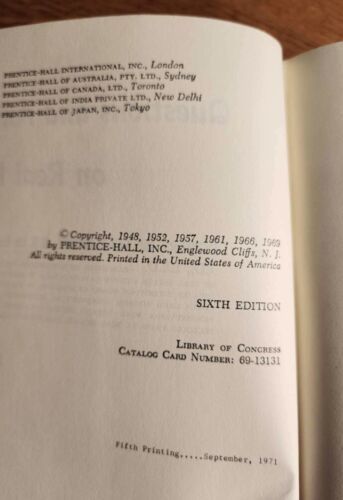 PRENTICE-HALL INTERNATIONAL, INC., London
PRENTICE-HALL OF AUSTRALIA, PTY. LTD., Sydney
PRENTICE-HALL OF CANADA, LTD., Toronto
PRENTICE-HALL OF INDIA PRIVATE LTD., New Delhi
PRENTICE-HALL OF JAPAN, INC., Tokyo
© Copyright, 1948, 1952, 1957, 1961, 1966, 1969
by PRENTICE-HALL, INC., Englewood Cliffs, N. J.
All rights reserved. Printed in the United States of America
SIXTH EDITION
LIBRARY OF CONGRESS
CATALOG CARD NUMBER: 69-13131
Fifth Printing.....September, 1971